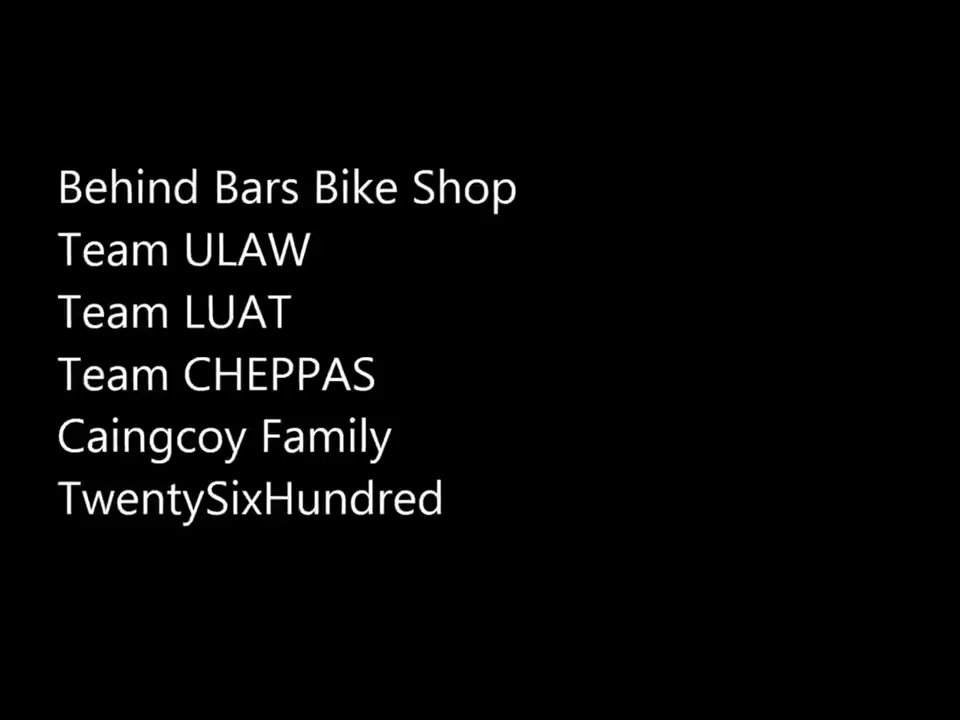 Behind Bars Bike Shop
Team ULAW
Team LUAT
Team CHEPPAS
Caingcoy Family
TwentySixHundred